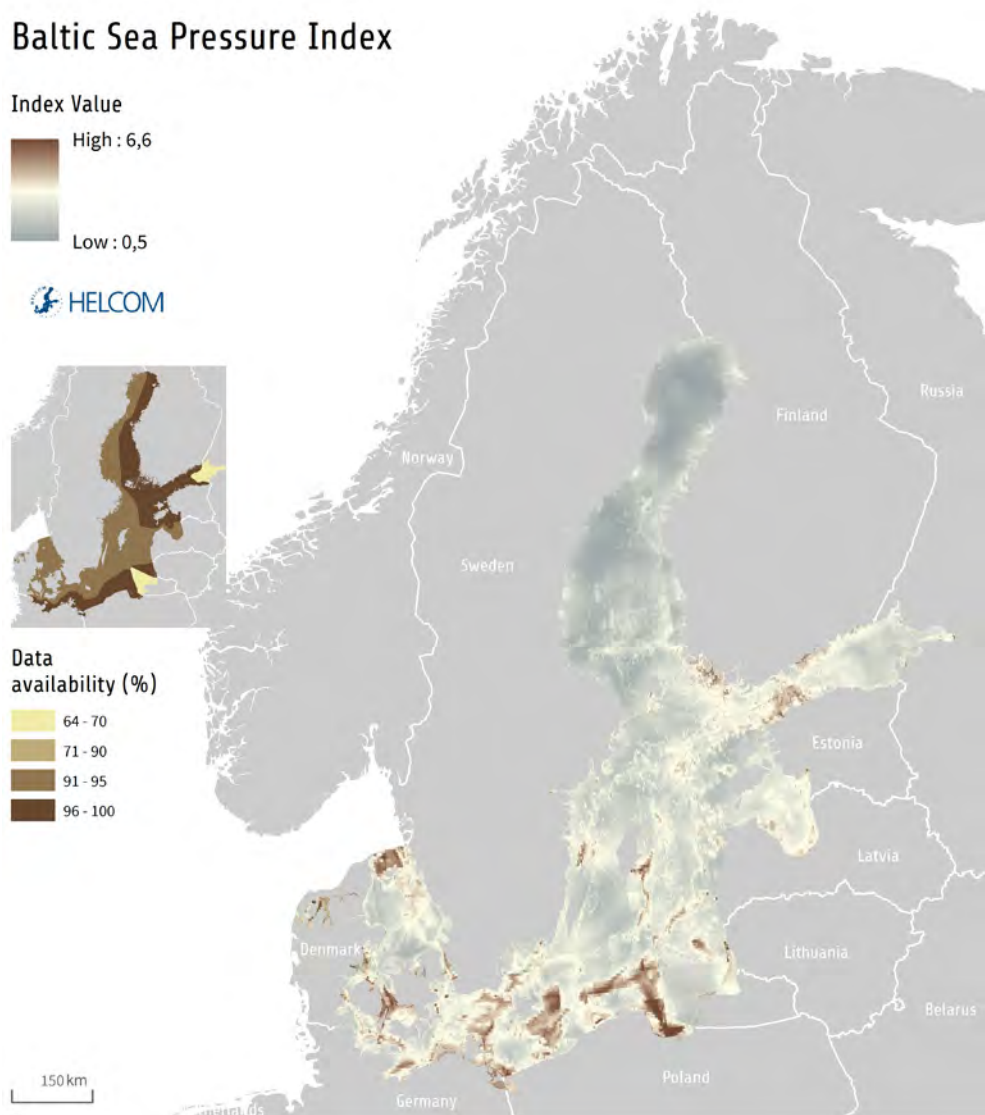 Baltic Sea Pressure Index
Index Value
High : 6,6
Low : 0,5
HELCOM
Data
availability (%)
64 - 70
71 - 90
91 - 95
96 - 100
Norway
Sweden
Finland
Russia
Estonia
Latvia
Lithuania
Belarus
Denmark
Poland
Germany
150 km